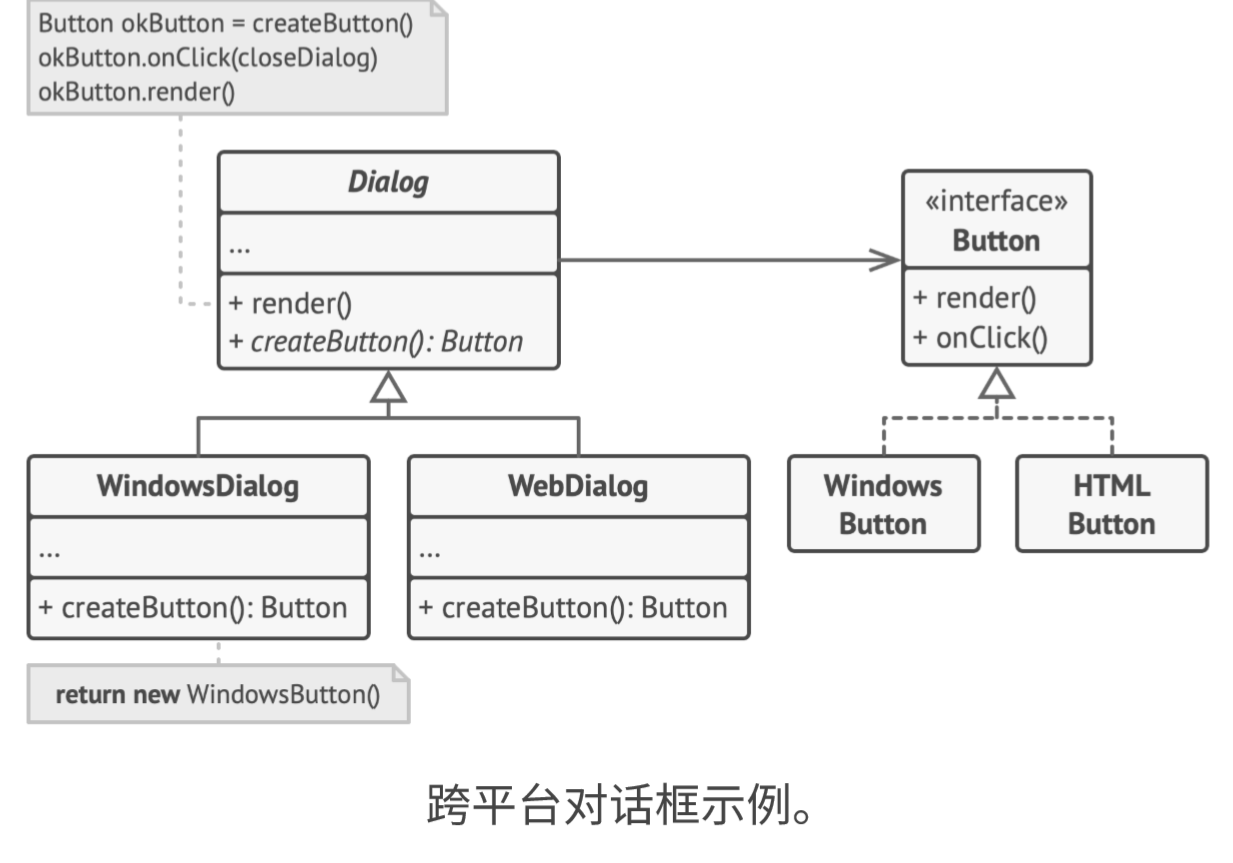 Button okButton = createButton()
okButton.onClick(closeDialog)
okButton.render()
Dialog
...
+ render()
+ createButton(): Button
«interface»
Button
+ render()
+ onClick()
WindowsDialog
...
+ createButton(): Button
WebDialog
...
+ createButton(): Button
Windows
Button
HTML
Button
return new WindowsButton()
跨平台对话框示例。